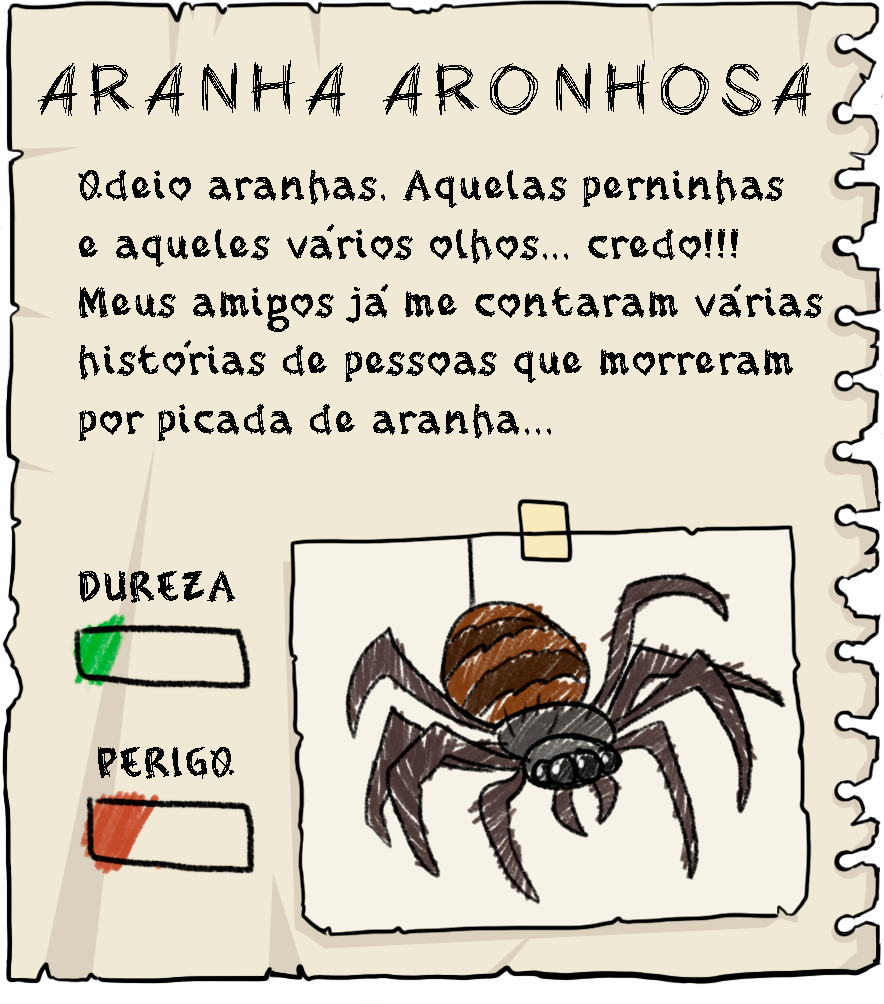 ARANHA ARONHOSA
Odeio aranhas. Aquelas perninhas
e aqueles vários olhos... credo!!!
Meus amigos já me contaram várias
histórias de pessoas que morreram
por picada de aranha...
DUREZA
PERIGO